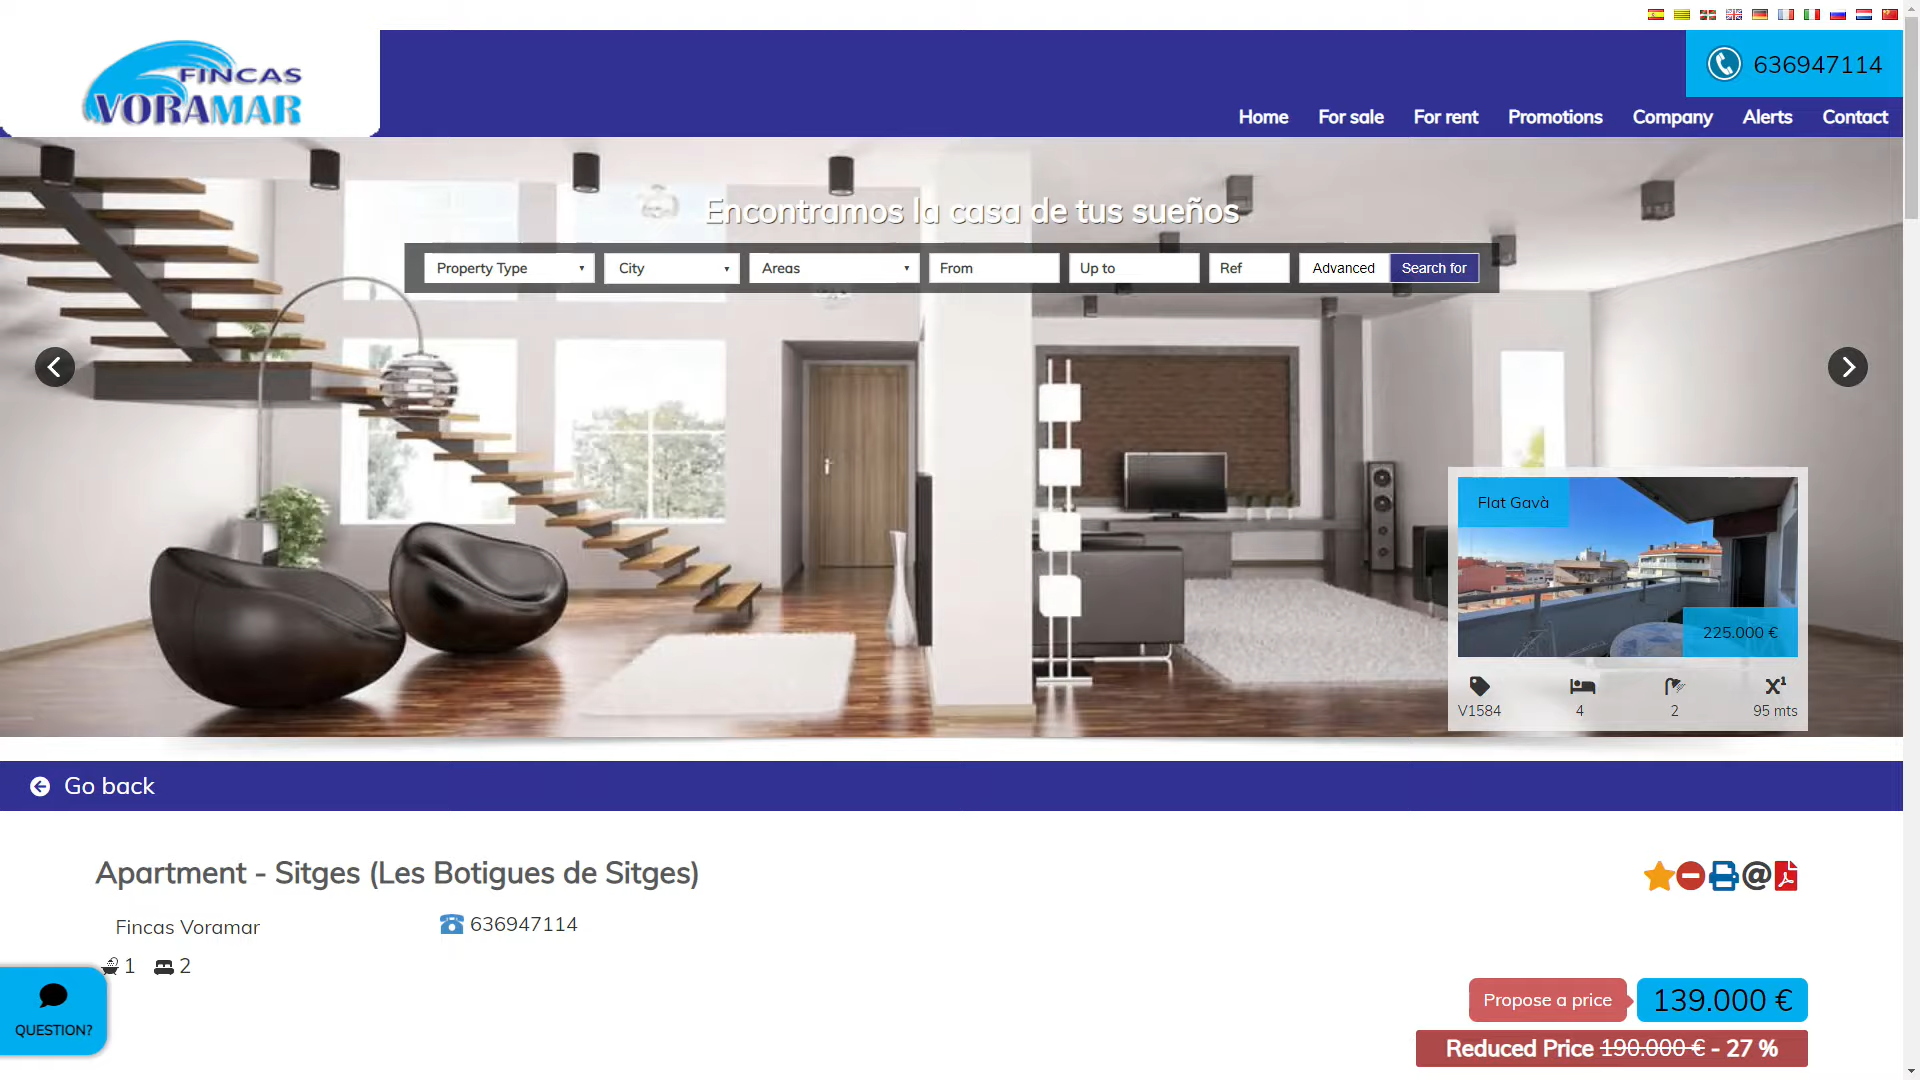 FINCAS
VORAMAR
636947114
Home For sale For rent Promotions Company Alerts Contact
Encontramos la casa de tus sueños
Property Type City Areas From Up to Ref Advanced Search for
Flat Gavà
225.000 €
V1584 4 2 95 mts
Go back
Apartment - Sitges (Les Botigues de Sitges)
Fincas Voramar 636947114
1 2
QUESTION?
Propose a price 139.000 €
Reduced Price 190.000 € - 27 %